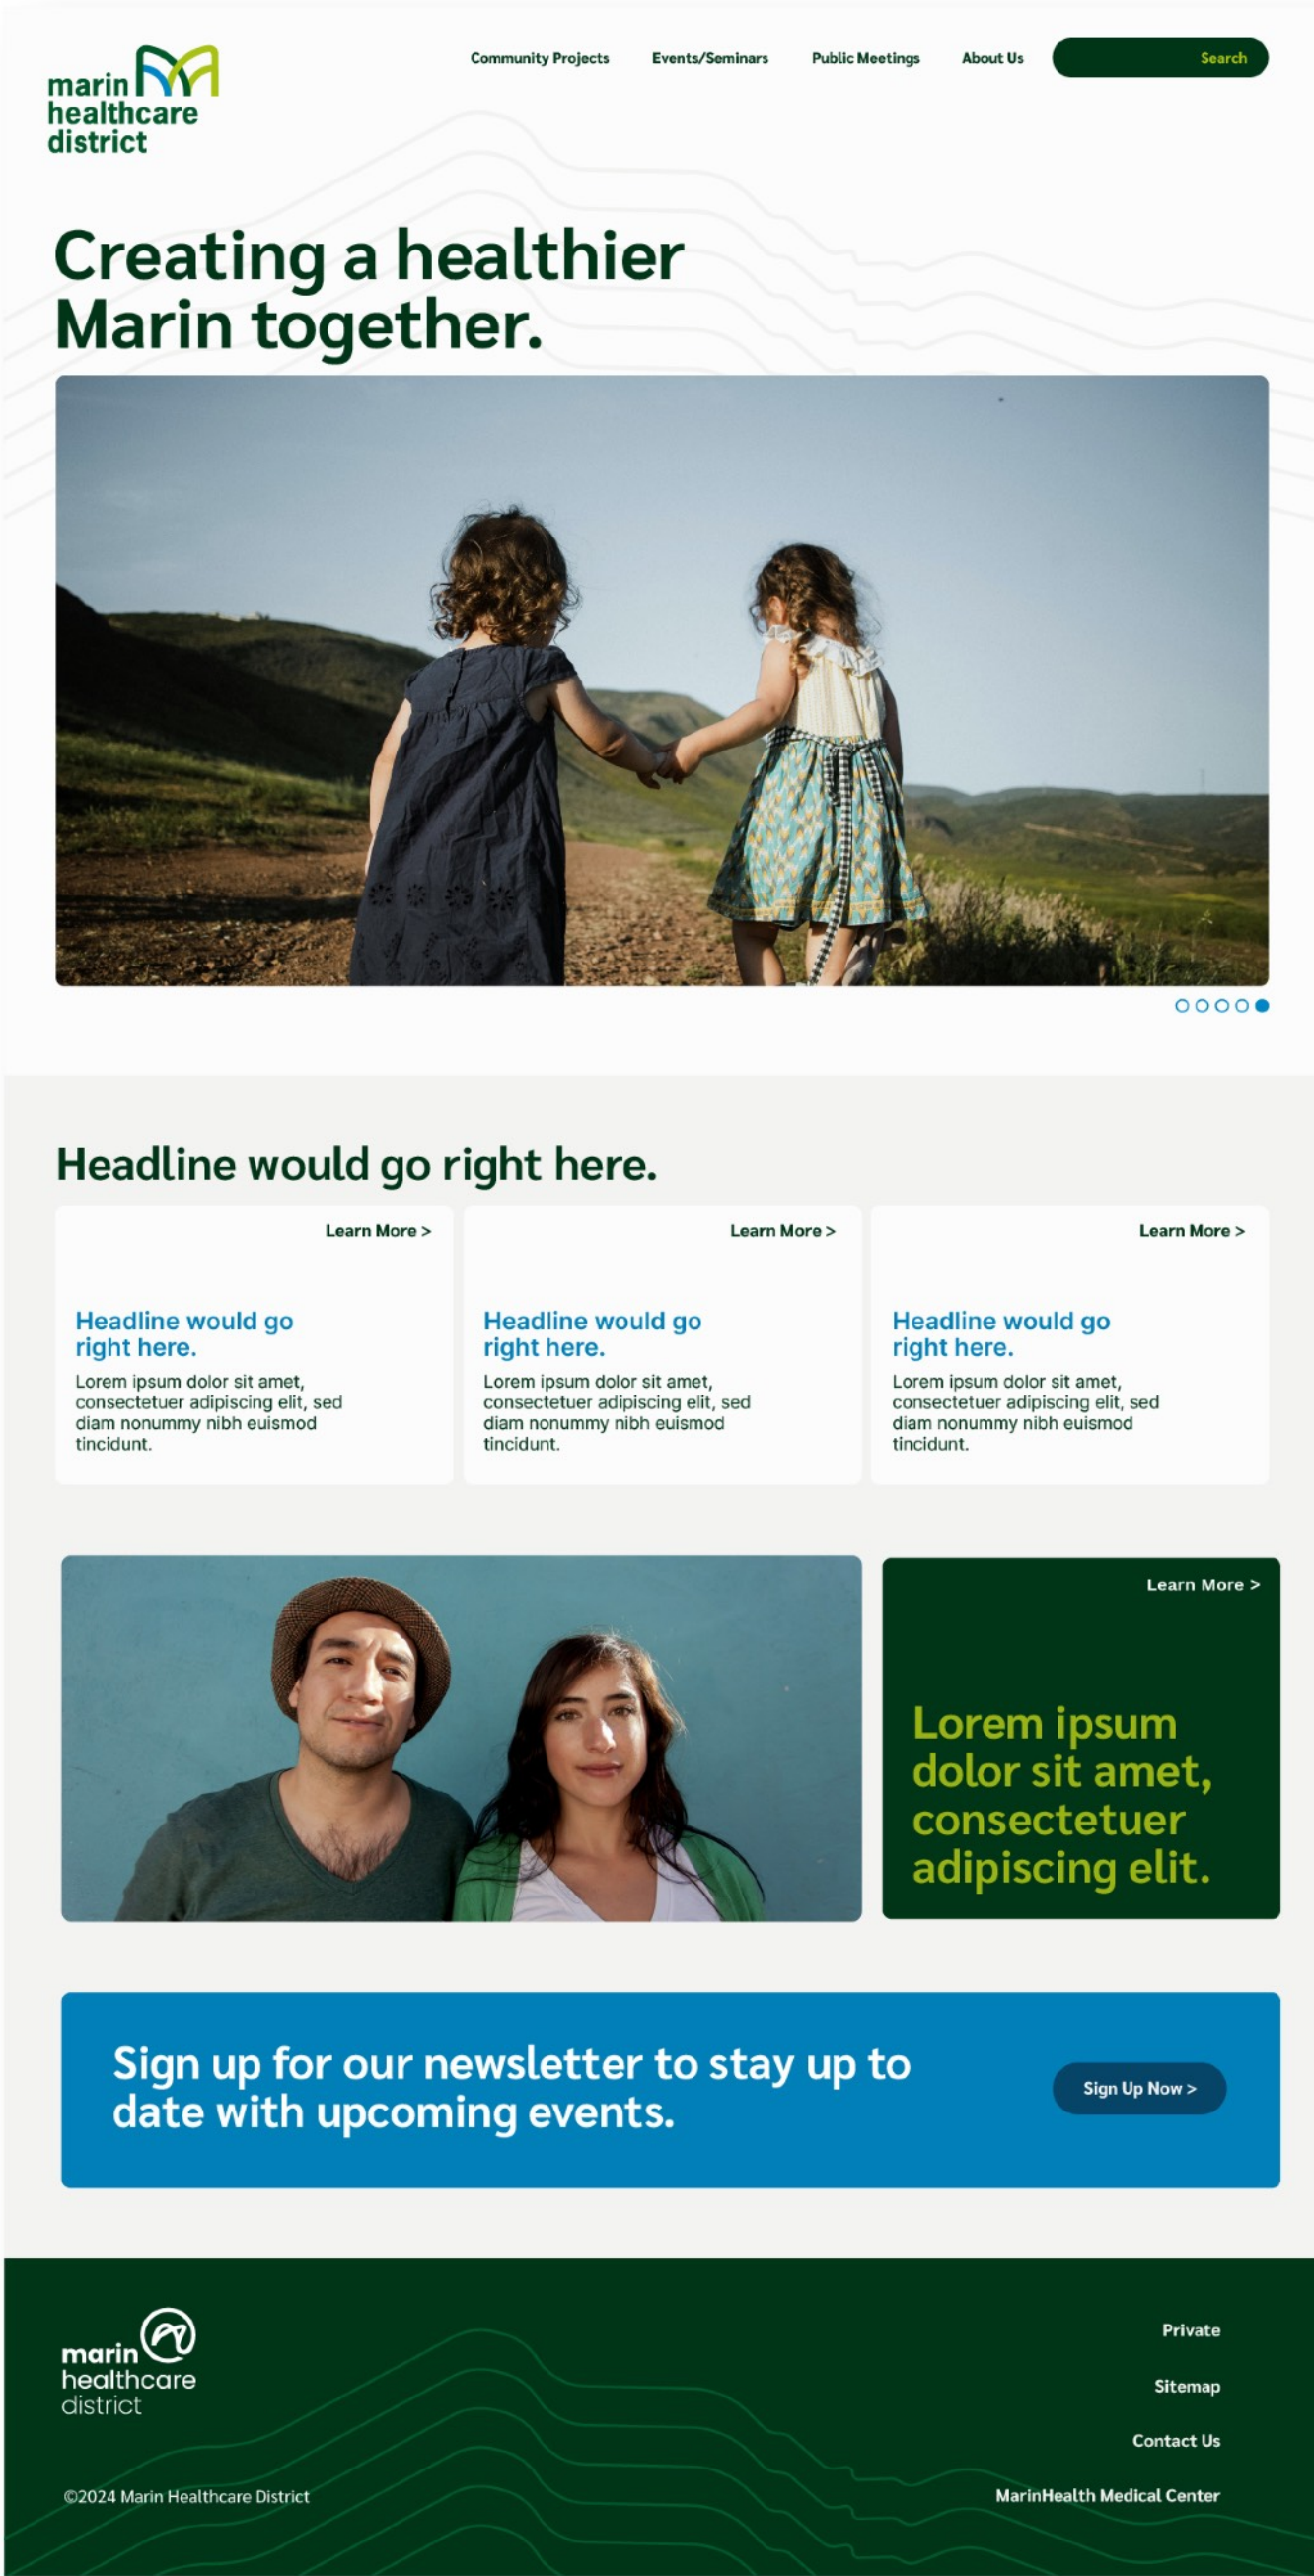 marin
healthcare
district
Community Projects
Events/Seminars
Public Meetings
About Us
Search
Creating a healthier
Marin together.
Headline would go right here.
Learn More >
Headline would go
right here.
Lorem ipsum dolor sit amet,
consectetuer adipiscing elit, sed
diam nonummy nibh euismod
tincidunt.
Learn More >
Headline would go
right here.
Lorem ipsum dolor sit amet,
consectetuer adipiscing elit, sed
diam nonummy nibh euismod
tincidunt.
Learn More >
Headline would go
right here.
Lorem ipsum dolor sit amet,
consectetuer adipiscing elit, sed
diam nonummy nibh euismod
tincidunt.
Learn More >
Lorem ipsum
dolor sit amet,
consectetuer
adipiscing elit.
Sign up for our newsletter to stay up to
date with upcoming events.
Sign Up Now >
marin
healthcare
district
©2024 Marin Healthcare District
Private
Sitemap
Contact Us
MarinHealth Medical Center